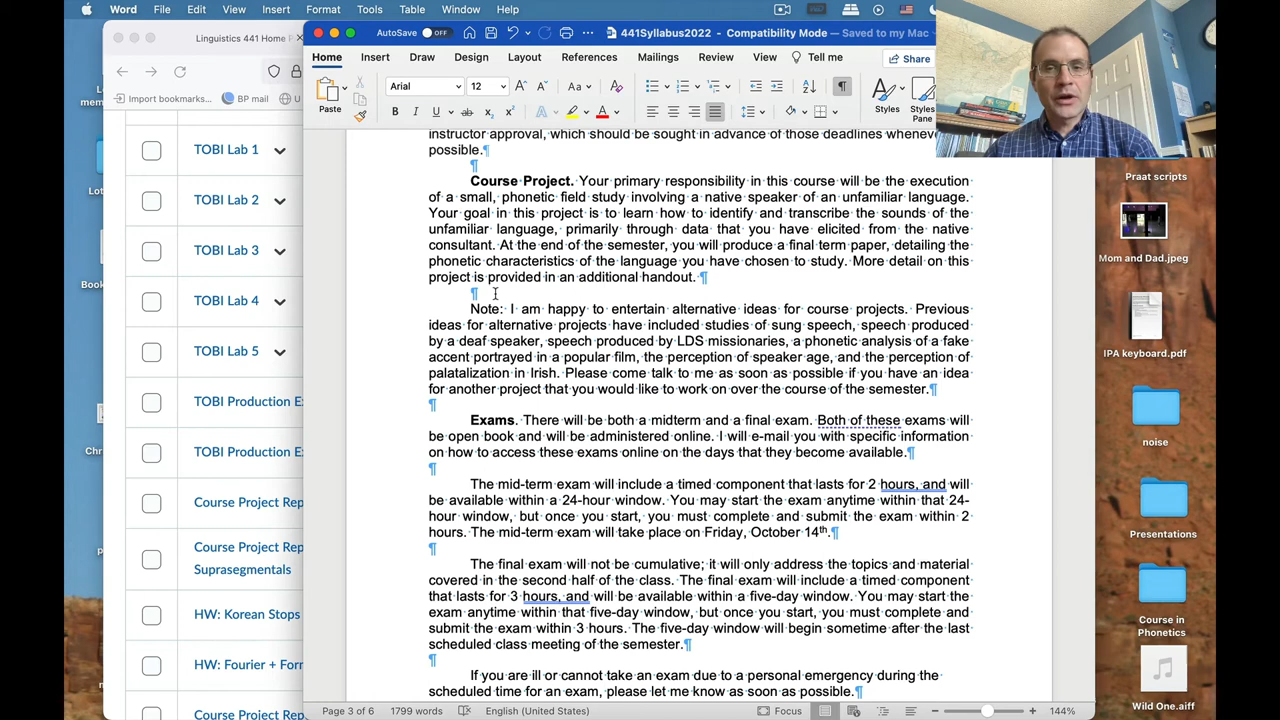 Word File Edit View Insert Format Tools Table Window Help
Linguistics 441 Home P
AutoSave OFF 441Syllabus2022 - Compatibility Mode — Saved to my Mac
Home Insert Draw Design Layout References Mailings Review View Tell me Share
Import bookmarks... BP mail U
Paste Arial 12 Styles Styles Pane
TOBI Lab 1
TOBI Lab 2
TOBI Lab 3
TOBI Lab 4
TOBI Lab 5
TOBI Production Ex
TOBI Production Ex
Course Project Rep
Course Project Rep
Suprasegmentals
HW: Korean Stops
HW: Fourier + Form
Course Project Repo
instructor approval, which should be sought in advance of those deadlines wheneve
possible.¶
¶
Course Project. Your primary responsibility in this course will be the execution
of a small, phonetic field study involving a native speaker of an unfamiliar language.
Your goal in this project is to learn how to identify and transcribe the sounds of the
unfamiliar language, primarily through data that you have elicited from the native
consultant. At the end of the semester, you will produce a final term paper, detailing the
phonetic characteristics of the language you have chosen to study. More detail on this
project is provided in an additional handout. ¶
¶
Note: I am happy to entertain alternative ideas for course projects. Previous
ideas for alternative projects have included studies of sung speech, speech produced
by a deaf speaker, speech produced by LDS missionaries, a phonetic analysis of a fake
accent portrayed in a popular film, the perception of speaker age, and the perception of
palatalization in Irish. Please come talk to me as soon as possible if you have an idea
for another project that you would like to work on over the course of the semester.¶
¶
Exams. There will be both a midterm and a final exam. Both of these exams will
be open book and will be administered online. I will e-mail you with specific information
on how to access these exams online on the days that they become available.¶
¶
The mid-term exam will include a timed component that lasts for 2 hours, and will
be available within a 24-hour window. You may start the exam anytime within that 24-
hour window, but once you start, you must complete and submit the exam within 2
hours. The mid-term exam will take place on Friday, October 14th.¶
¶
The final exam will not be cumulative; it will only address the topics and material
covered in the second half of the class. The final exam will include a timed component
that lasts for 3 hours, and will be available within a five-day window. You may start the
exam anytime within that five-day window, but once you start, you must complete and
submit the exam within 3 hours. The five-day window will begin sometime after the last
scheduled class meeting of the semester.¶
¶
If you are ill or cannot take an exam due to a personal emergency during the
scheduled time for an exam, please let me know as soon as possible.¶
Page 3 of 6 1799 words English (United States) Focus 144%
Praat scripts
Mom and Dad.jpeg
IPA keyboard.pdf
noise
Presentations
Course in
Phonetics
Wild One.aiff